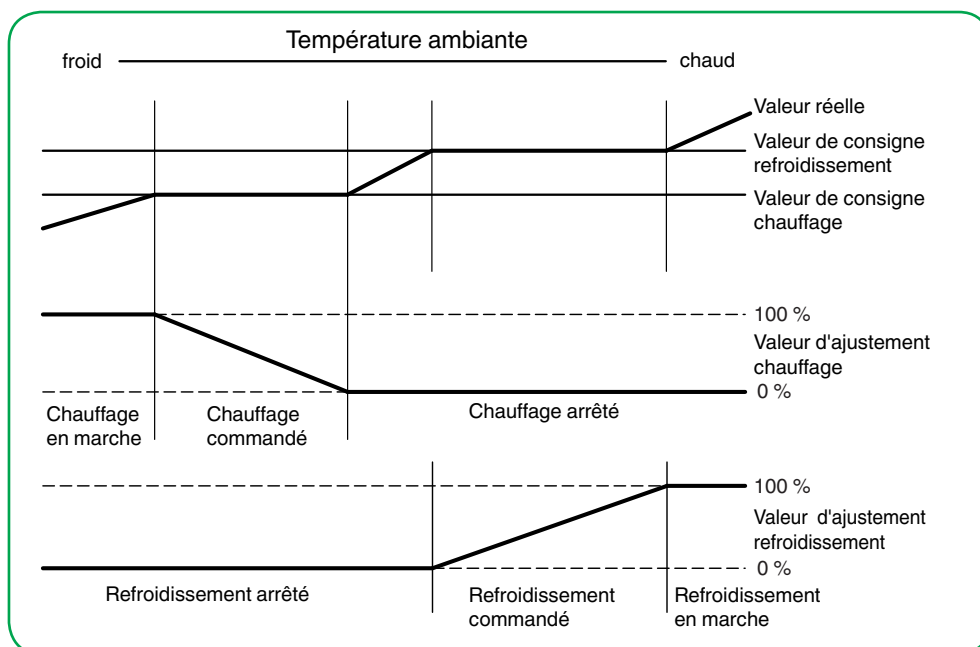 Température ambiante
froid
chaud
Valeur réelle
Valeur de consigne
refroidissement
Valeur de consigne
chauffage
100 %
Valeur d'ajustement
chauffage
0 %
Chauffage
en marche
Chauffage
commandé
Chauffage arrêté
100 %
Valeur d'ajustement
refroidissement
0 %
Refroidissement arrêté
Refroidissement
commandé
Refroidissement
en marche